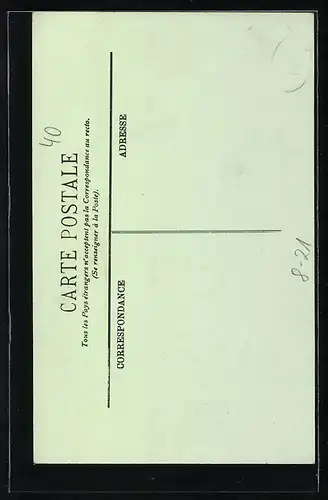 40
CARTE POSTALE
Tous les Pays étrangers n'acceptent pas la Correspondance au recto.
(Se renseigner à la Poste).
CORRESPONDANCE
ADRESSE
8-21